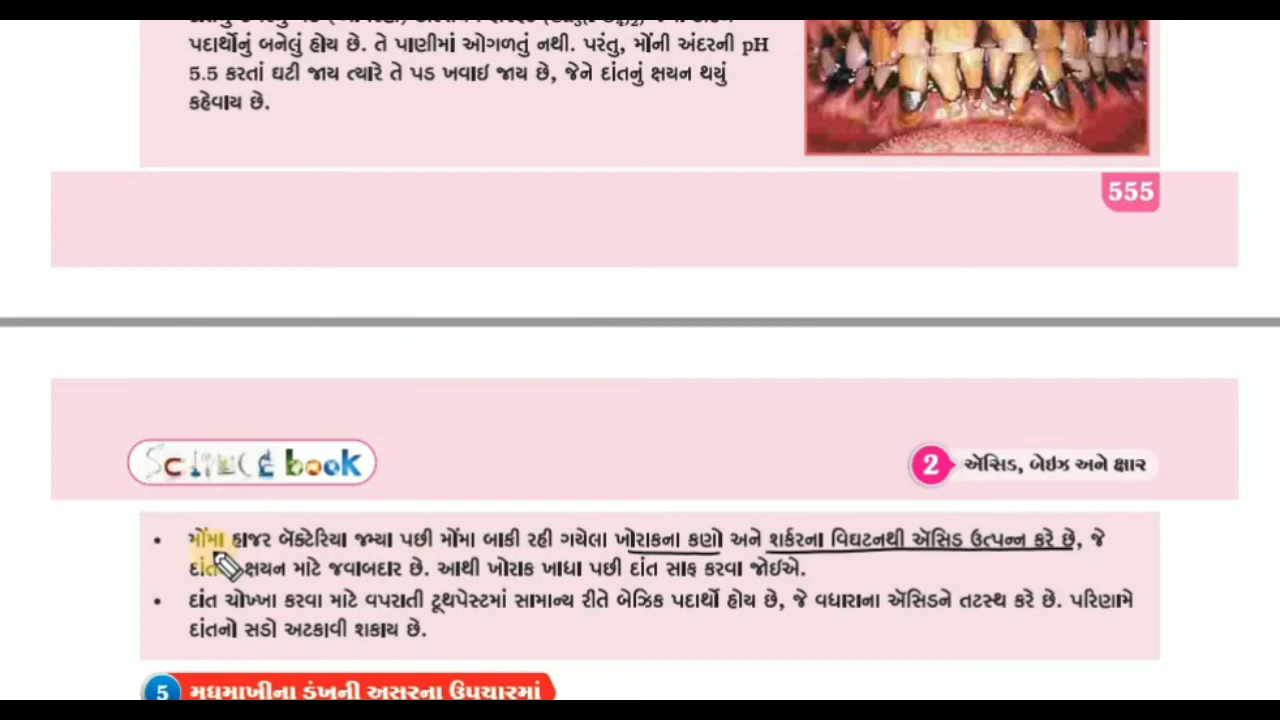 પદાર્થોનું બનેલું હોય છે. તે પાણીમાં ઓગળતું નથી. પરંતુ, મોંની અંદરની pH
5.5 કરતાં ઘટી જાય ત્યારે તે પડ ખવાઈ જાય છે, જેને દાંતનું ક્ષયન થયું
કહેવાય છે.
555
Science book
2 ઍસિડ, બેઇઝ અને ક્ષાર
• મોંમા હાજર બૅક્ટેરિયા જમ્યા પછી મોંમા બાકી રહી ગયેલા ખોરાકના કણો અને શર્કરના વિઘટનથી ઍસિડ ઉત્પન્ન કરે છે, જે
ક્ષયન માટે જવાબદાર છે. આથી ખોરાક ખાધા પછી દાંત સાફ કરવા જોઈએ.
• દાંત ચોખ્ખા કરવા માટે વપરાતી ટૂથપેસ્ટમાં સામાન્ય રીતે બેઝિક પદાર્થો હોય છે, જે વધારાના ઍસિડને તટસ્થ કરે છે. પરિણામે
દાંતનો સડો અટકાવી શકાય છે.
5 મધમાખીના ડંખની અસરના ઉપચારમાં